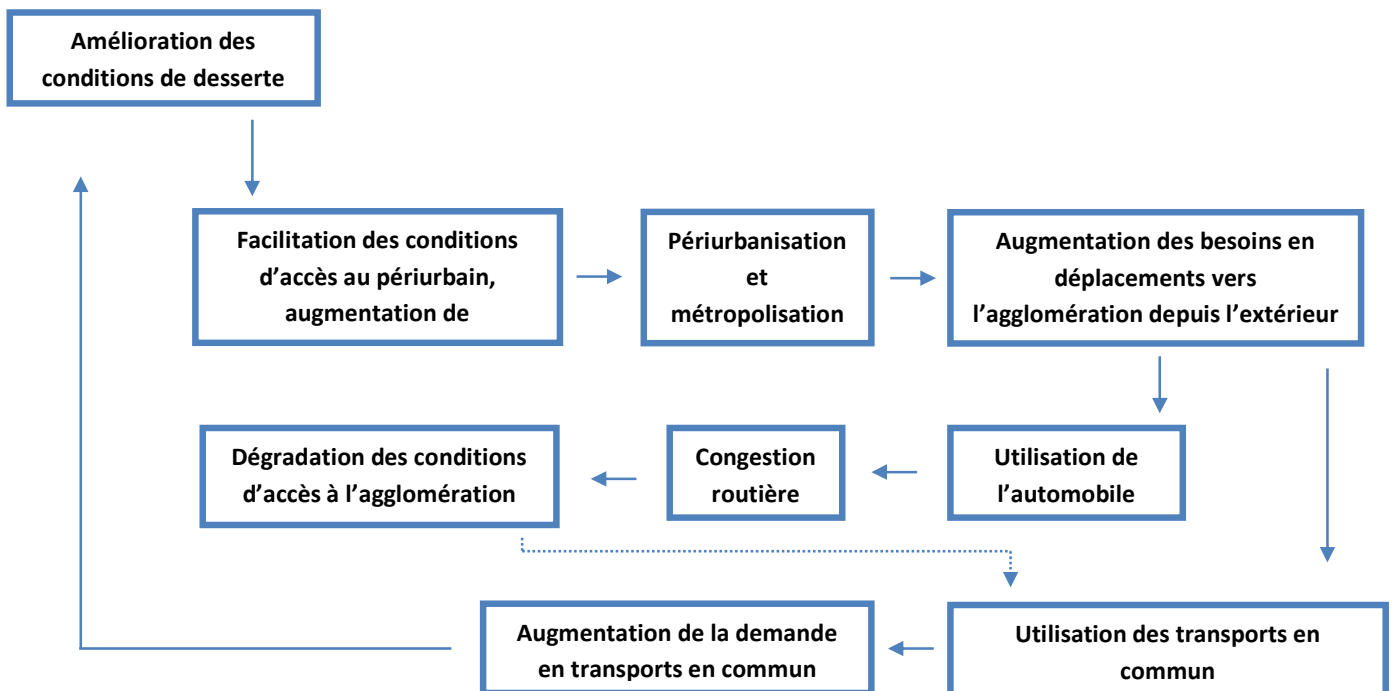 Amélioration des
conditions de desserte
Facilitation des conditions
d’accès au périurbain,
augmentation de
Périurbanisation
et
métropolisation
Augmentation des besoins en
déplacements vers
l’agglomération depuis l’extérieur
Dégradation des conditions
d’accès à l’agglomération
Congestion
routière
Utilisation de
l’automobile
Augmentation de la demande
en transports en commun
Utilisation des transports en
commun